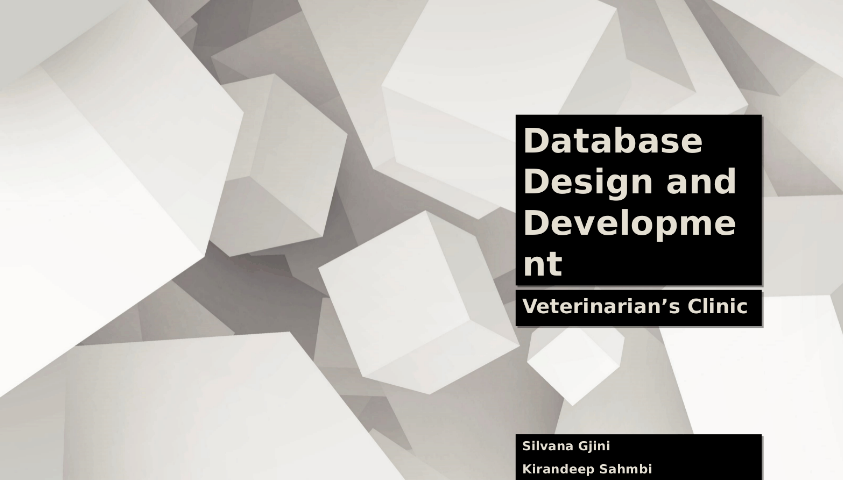 Database
Design and
Developme
nt
Veterinarian’s Clinic
Silvana Gjini
Kirandeep Sahmbi